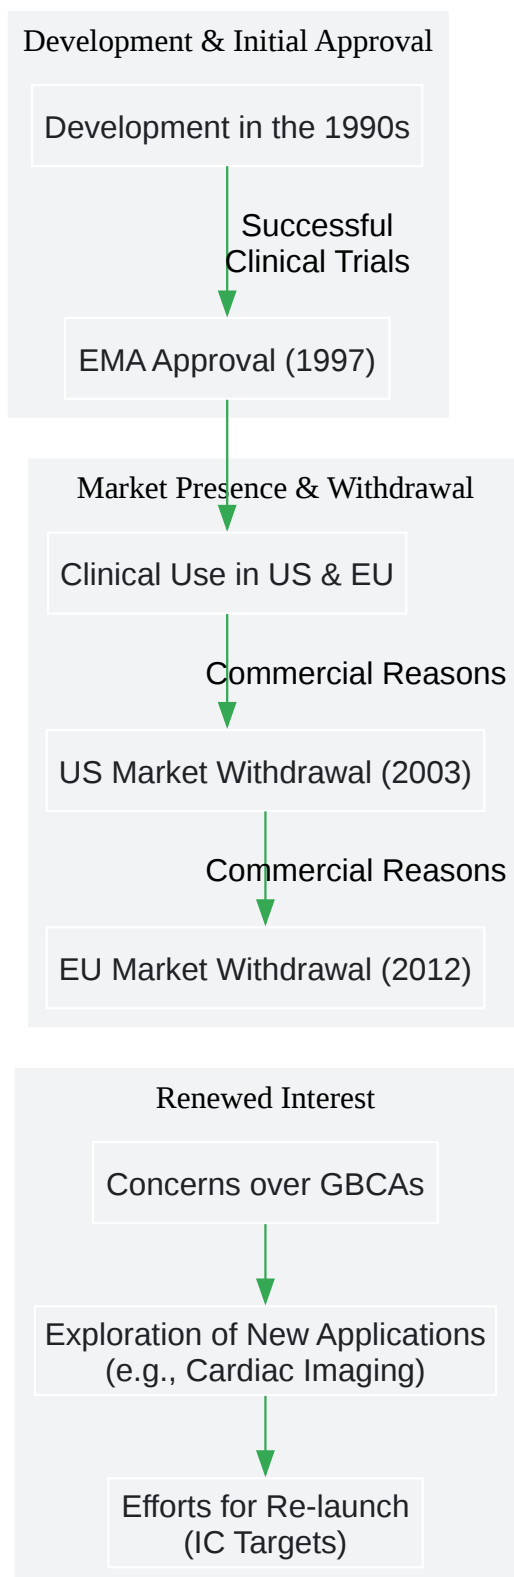 Development & Initial Approval
Development in the 1990s
Successful
Clinical Trials
EMA Approval (1997)
Market Presence & Withdrawal
Clinical Use in US & EU
Commercial Reasons
US Market Withdrawal (2003)
Commercial Reasons
EU Market Withdrawal (2012)
Renewed Interest
Concerns over GBCAs
Exploration of New Applications
(e.g., Cardiac Imaging)
Efforts for Re-launch
(IC Targets)